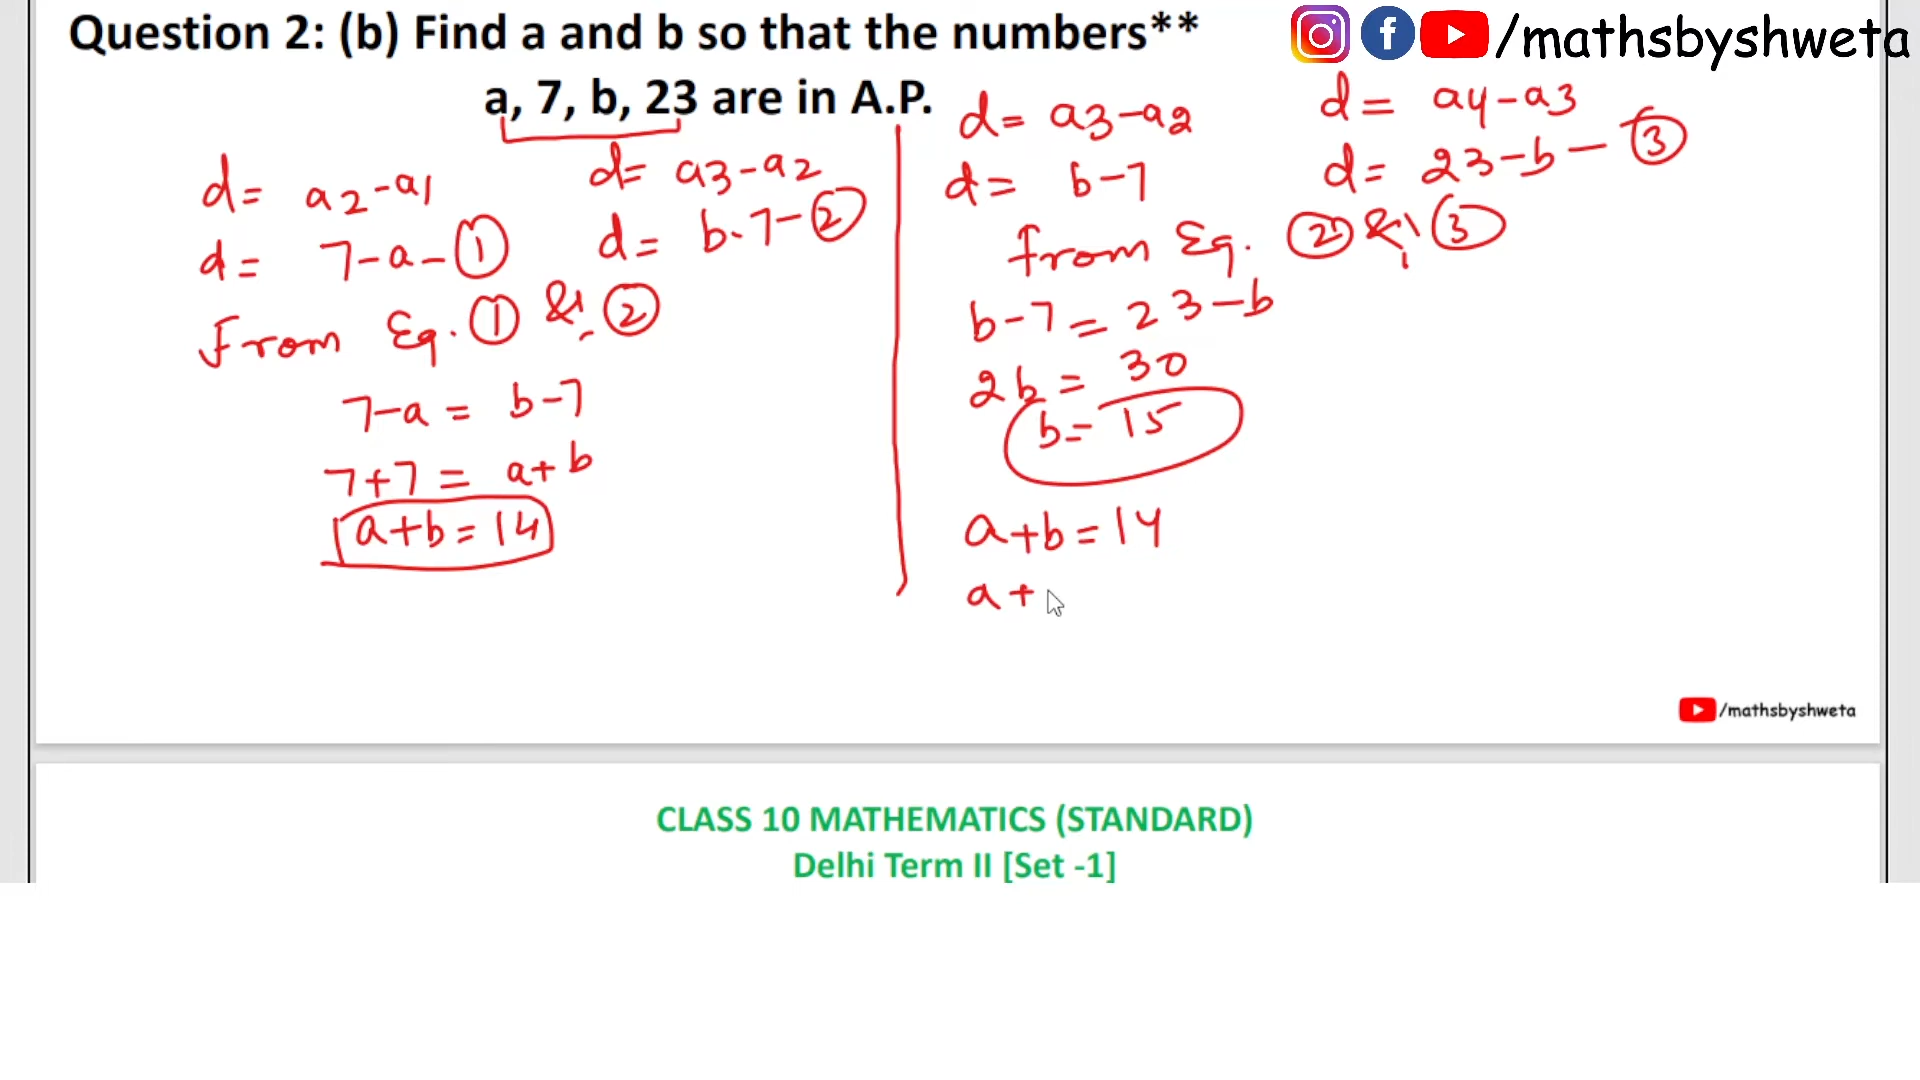 Question 2: (b) Find a and b so that the numbers**
a, 7, b, 23 are in A.P.
/mathsbyshweta
d = a2-a1
d = 7-a-①
d= a3-a2
d = b-7-②
From Eq. ① & ②
7-a = b-7
7+7 = a+b
a+b=14
d= a3-a2
d= b-7
d= a4-a3
d= 23-b-③
from Eq. ② & ③
b-7=23-b
2b= 30
b= 15
a+b=14
a+
/mathsbyshweta
CLASS 10 MATHEMATICS (STANDARD)
Delhi Term II [Set -1]